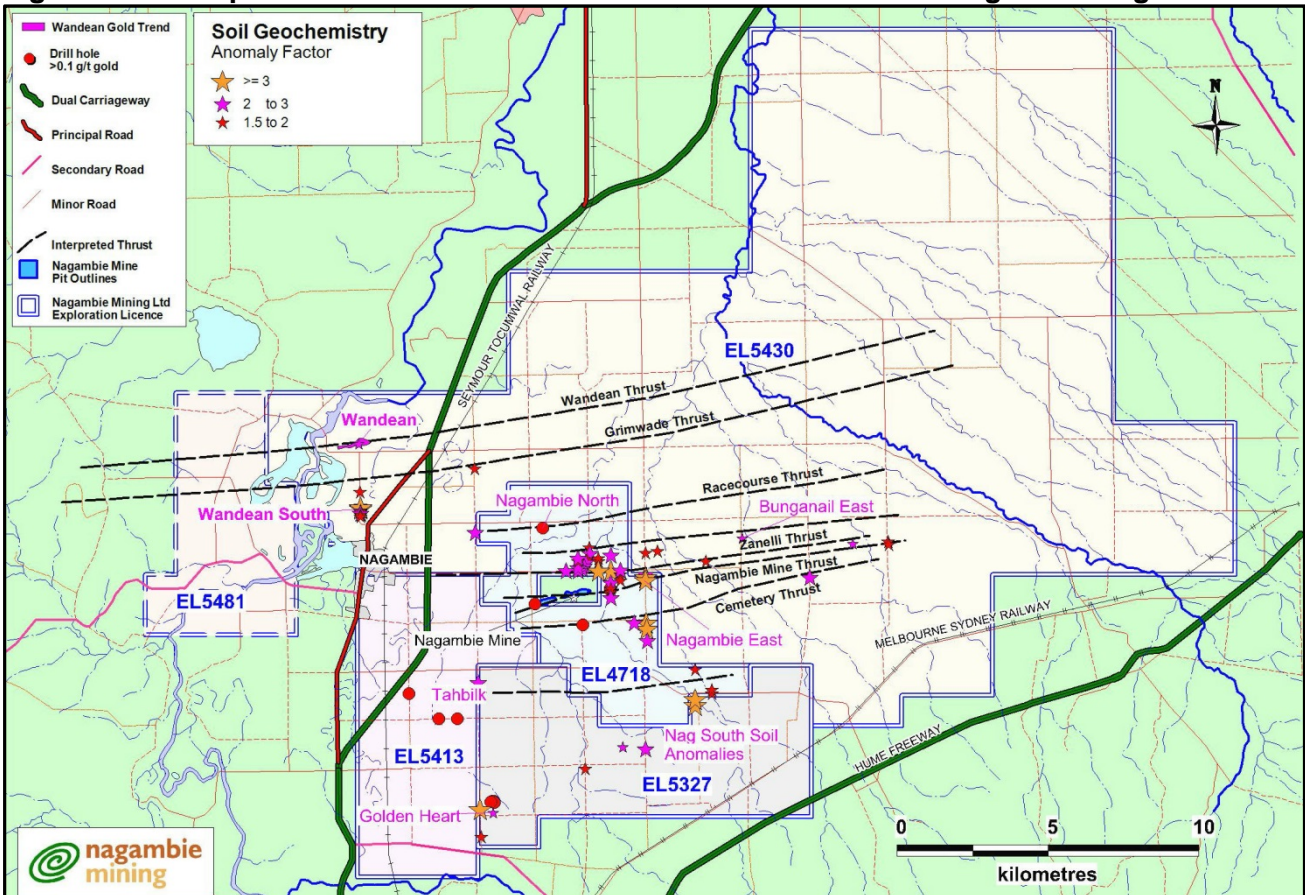 Wandean Gold Trend
Drill hole
>0.1 g/t gold
Dual Carriageway
Principal Road
Secondary Road
Minor Road
Interpreted Thrust
Nagambie Mine
Pit Outlines
Nagambie Mining Ltd
Exploration Licence
Soil Geochemistry
Anomaly Factor
>= 3
2 to 3
1.5 to 2
N
SEYMOUR TOCUMWAL RAILWAY
EL5430
Wandean Thrust
Wandean
Grimwade Thrust
Racecourse Thrust
Nagambie North
Bunganail East
Wandean South
Zanelli Thrust
NAGAMBIE
Nagambie Mine Thrust
Cemetery Thrust
EL5481
Nagambie Mine
Nagambie East
MELBOURNE SYDNEY RAILWAY
EL4718
Tahbilk
Nag South Soil
Anomalies
EL5413
EL5327
HUME FREEWAY
Golden Heart
0 5 10
kilometres
nagambie
mining